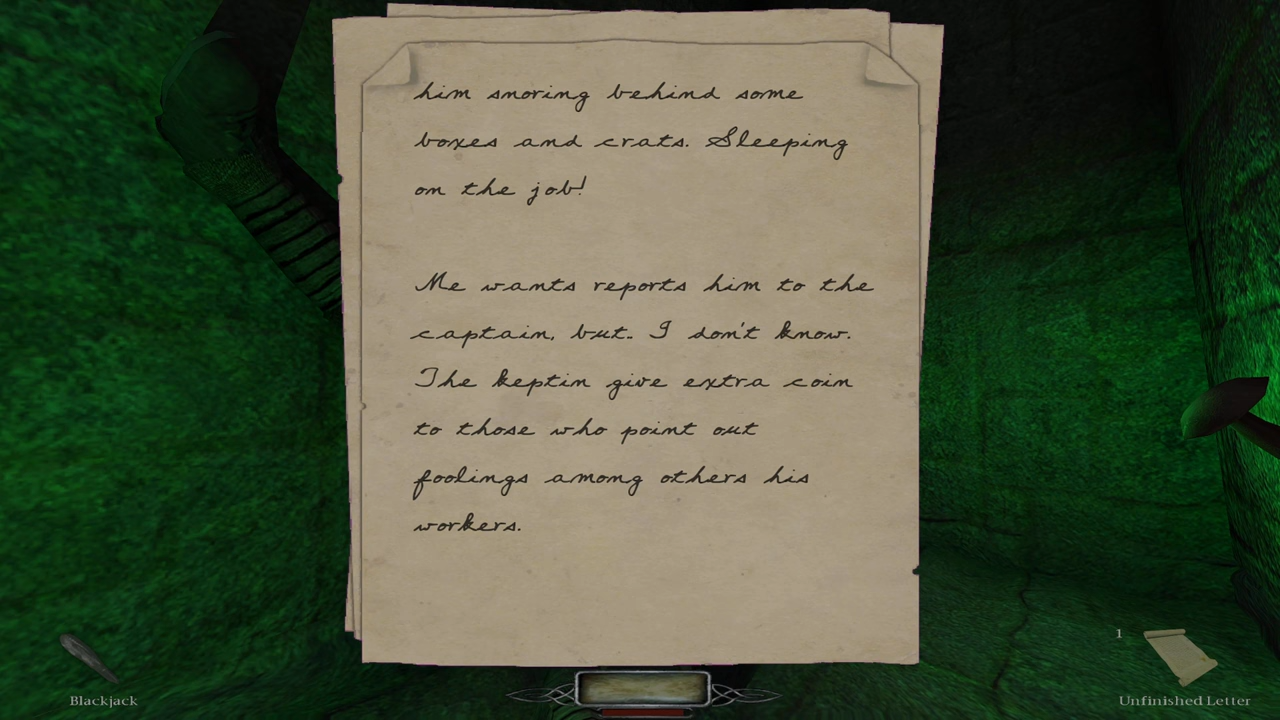 him snoring behind some
boxes and crats. Sleeping
on the job!
Me wants reports him to the
captain, but.. I don't know.
The keptin give extra coin
to those who point out
foolings among others his
workers.
1
Blackjack
Unfinished Letter